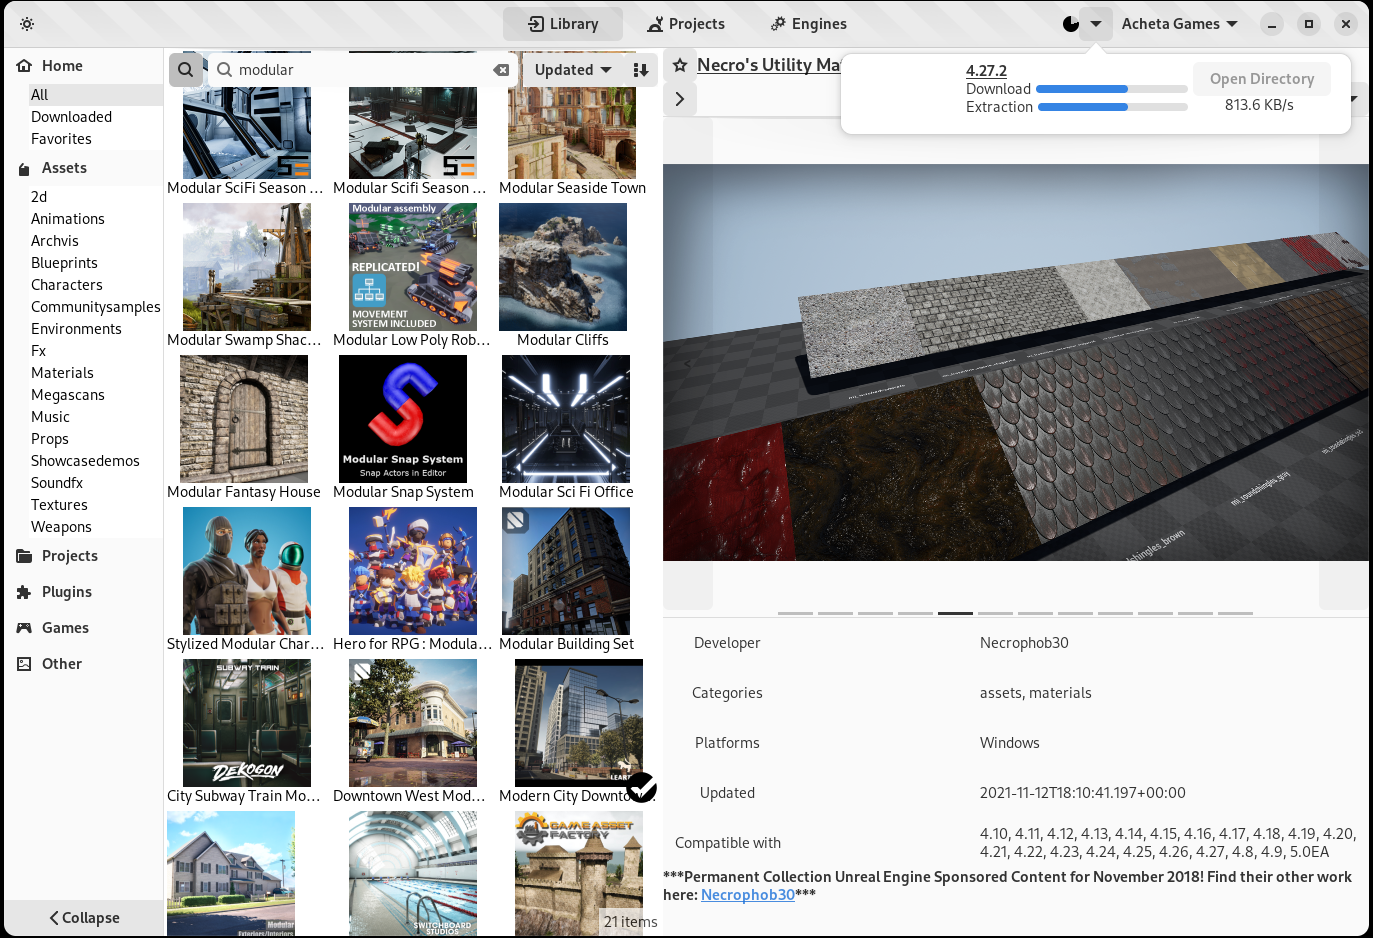 Library
Projects
Engines
Acheta Games
Home
All
Downloaded
Favorites
Assets
2d
Animations
Archvis
Blueprints
Characters
Communitysamples
Environments
Fx
Materials
Megascans
Music
Props
Showcasedemos
Soundfx
Textures
Weapons
Projects
Plugins
Games
Other
Collapse
modular
Updated
Modular SciFi Season ...
Modular Scifi Season ...
Modular Seaside Town
Modular assembly
REPLICATED!
MOVEMENT
SYSTEM INCLUDED
Modular Swamp Shac...
Modular Low Poly Rob...
Modular Cliffs
Modular Snap System
Snap Actors in Editor
Modular Fantasy House
Modular Snap System
Modular Sci Fi Office
Stylized Modular Char...
Hero for RPG : Modula...
Modular Building Set
SUBWAY TRAIN
DEKOGON
City Subway Train Mo...
Downtown West Mod...
Modern City Downto...
Modular
Exteriors/Interiors
SWITCHBOARD
STUDIOS
GAME ASSET
FACTORY
21 items
Necro's Utility Ma
4.27.2
Download
Extraction
Open Directory
813.6 KB/s
mi_roundshingles_gray
Developer
Necrophob30
Categories
assets, materials
Platforms
Windows
Updated
2021-11-12T18:10:41.197+00:00
Compatible with
4.10, 4.11, 4.12, 4.13, 4.14, 4.15, 4.16, 4.17, 4.18, 4.19, 4.20,
4.21, 4.22, 4.23, 4.24, 4.25, 4.26, 4.27, 4.8, 4.9, 5.0EA
***Permanent Collection Unreal Engine Sponsored Content for November 2018! Find their other work
here: Necrophob30***